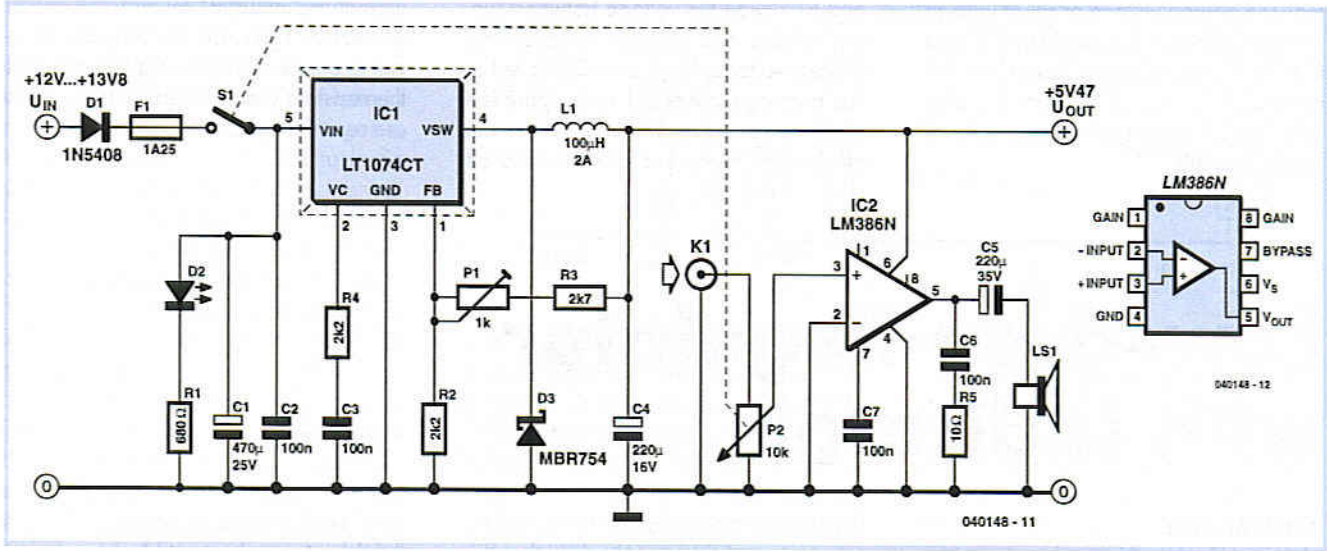 +12V...+13V8
UIN
D1
1N5408
F1
1A25
S1
5
VIN
IC1
LT1074CT
VSW
4
VC
GND
FB
2
3
1
L1
100µH
2A
+5V47
UOUT
D2
R1
680Ω
C1
470µ
25V
C2
100n
R4
2k2
C3
100n
P1
1k
R3
2k7
R2
2k2
D3
MBR754
C4
220µ
16V
K1
P2
10k
IC2
LM386N
1
6
8
3
+
2
−
7
4
5
C7
100n
C5
220µ
35V
C6
100n
R5
10Ω
LS1
0
0
040148 - 11
LM386N
GAIN 1
8 GAIN
-INPUT 2
7 BYPASS
+INPUT 3
6 VS
GND 4
5 VOUT
040148 - 12